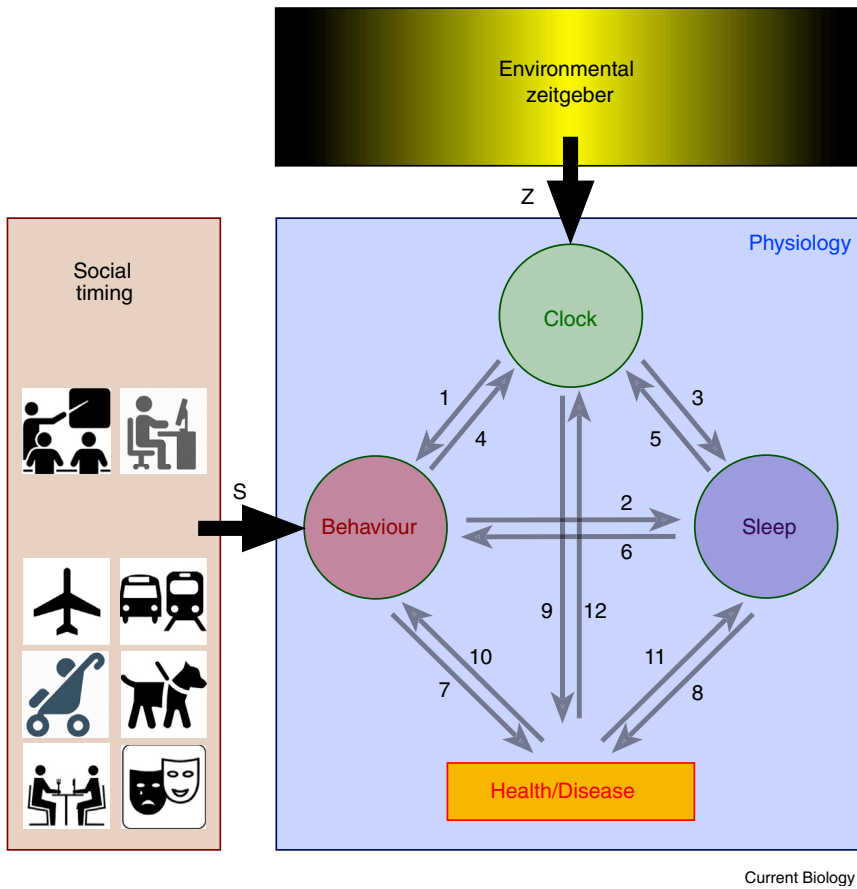 Environmental
zeitgeber
Z
Physiology
Social
timing
Clock
1
3
4
5
S
Behaviour
2
Sleep
6
9
12
10
11
7
8
Health/Disease
Current Biology